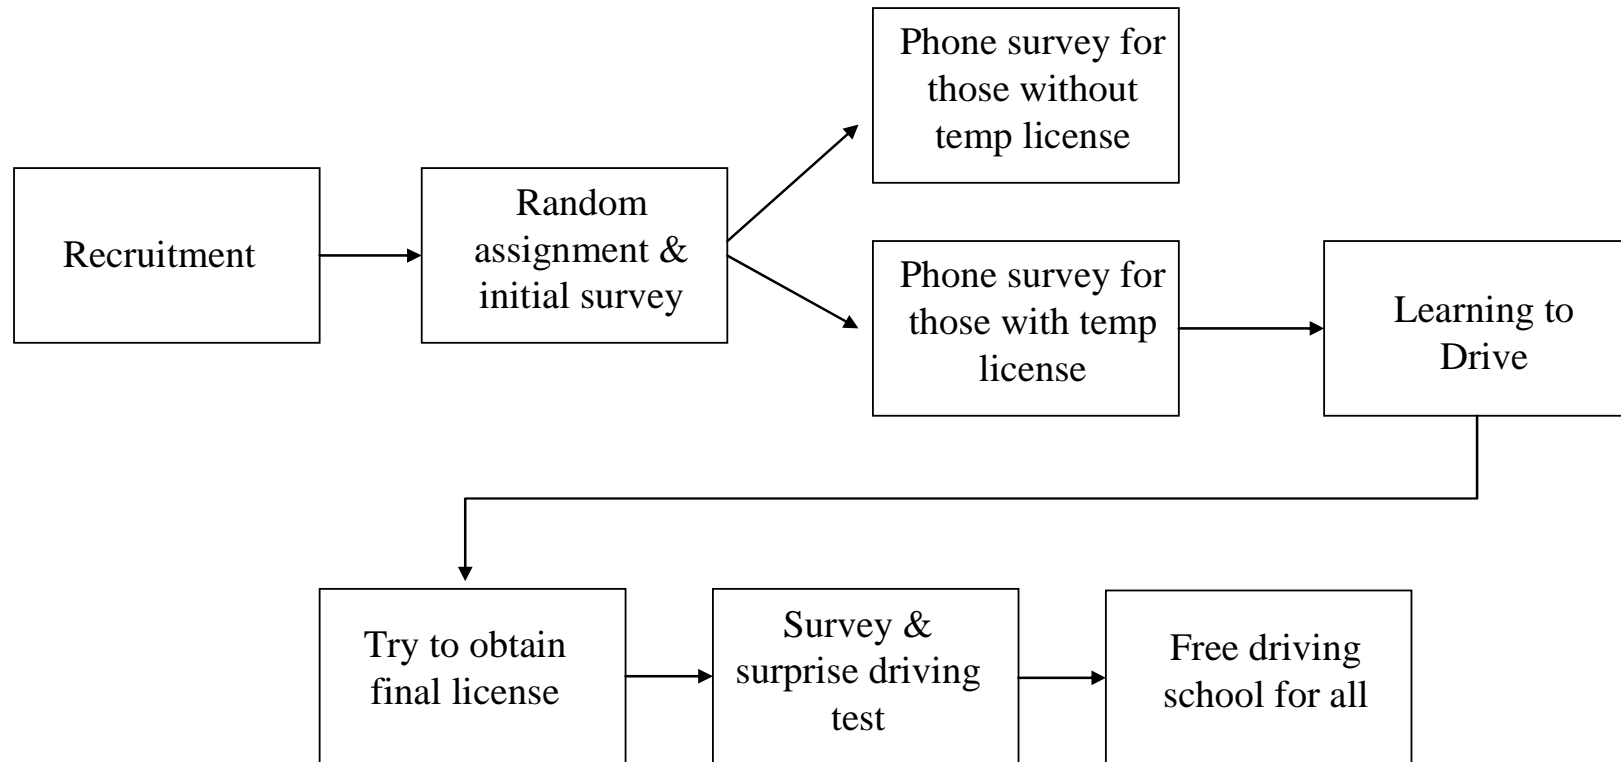 Recruitment
Random
assignment &
initial survey
Phone survey for
those without
temp license
Phone survey for
those with temp
license
Learning to
Drive
Try to obtain
final license
Survey &
surprise driving
test
Free driving
school for all